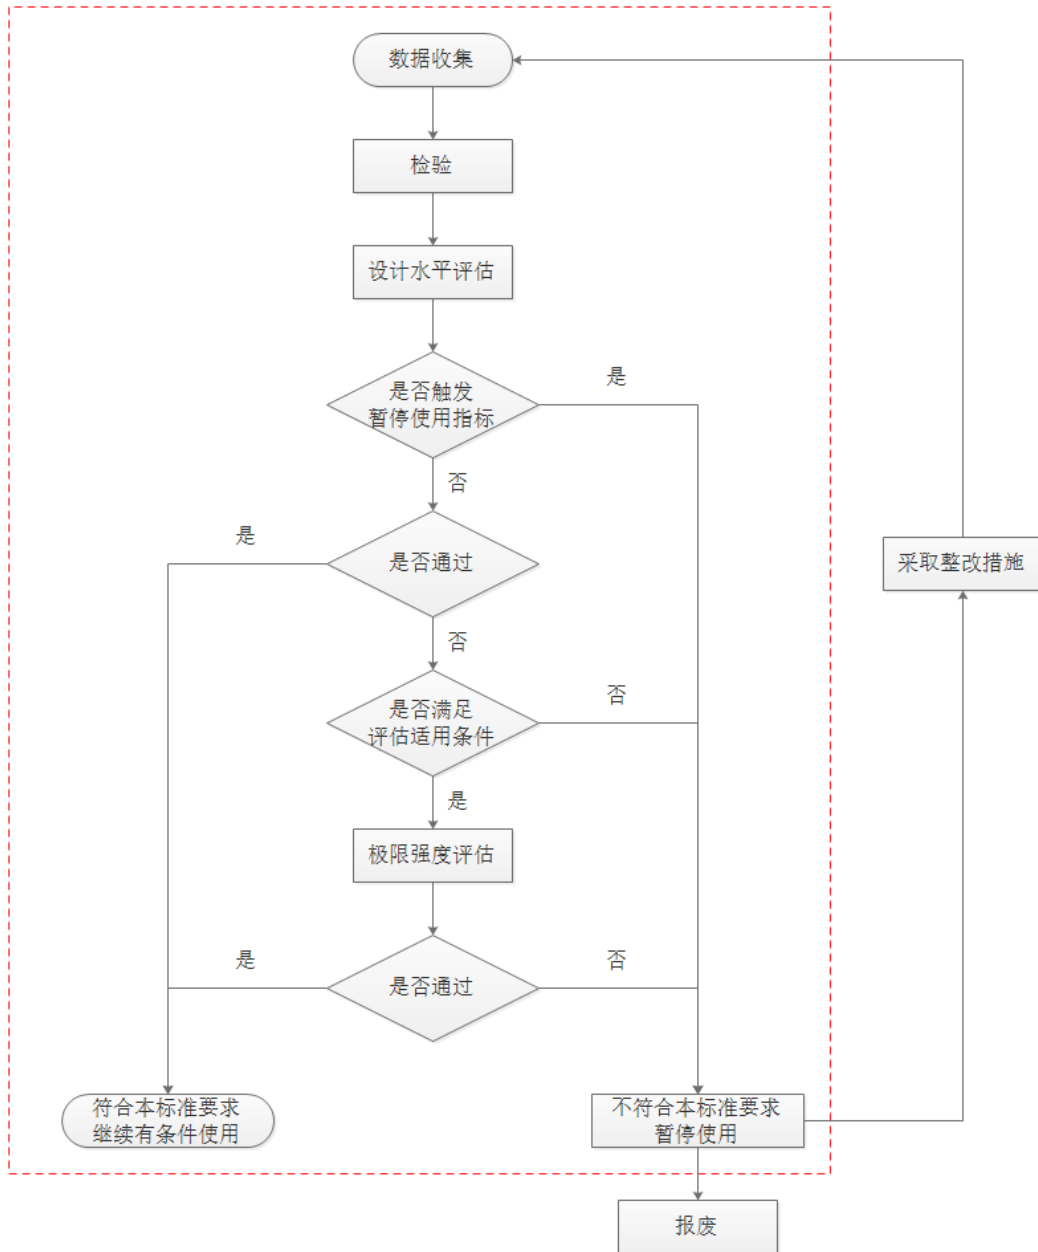 数据收集
检验
设计水平评估
是否触发
暂停使用指标
是
否
是否通过
是
否
是否满足
评估适用条件
否
是
极限强度评估
是否通过
是
否
符合本标准要求
继续有条件使用
不符合本标准要求
暂停使用
采取整改措施
报废